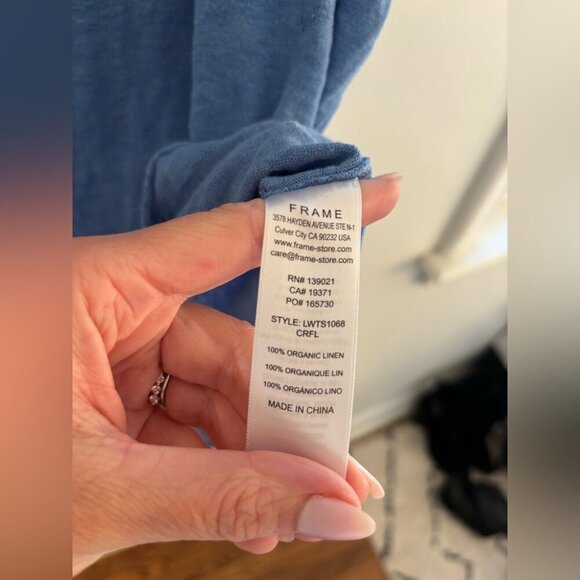 FRAME
3578 HAYDEN AVENUE STE N-1
Culver City CA 90232 USA
www.frame-store.com
care@frame-store.com
RN# 139021
CA# 19371
PO# 165730
STYLE: LWTS1068
CRFL
100% ORGANIC LINEN
100% ORGANIQUE LIN
100% ORGÁNICO LINO
MADE IN CHINA